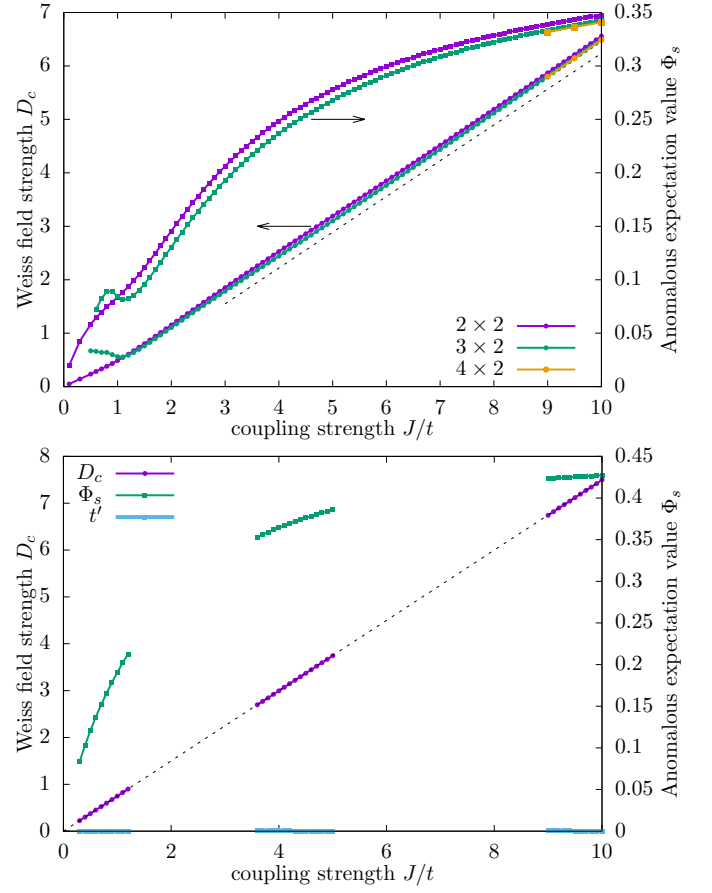 Weiss field strength D_c
Anomalous expectation value Φ_s
0
1
2
3
4
5
6
7
0
0.05
0.1
0.15
0.2
0.25
0.3
0.35
0 1 2 3 4 5 6 7 8 9 10
coupling strength J/t
2 × 2
3 × 2
4 × 2
Weiss field strength D_c
Anomalous expectation value Φ_s
0
1
2
3
4
5
6
7
8
0
0.05
0.1
0.15
0.2
0.25
0.3
0.35
0.4
0.45
0 2 4 6 8 10
coupling strength J/t
D_c
Φ_s
t′